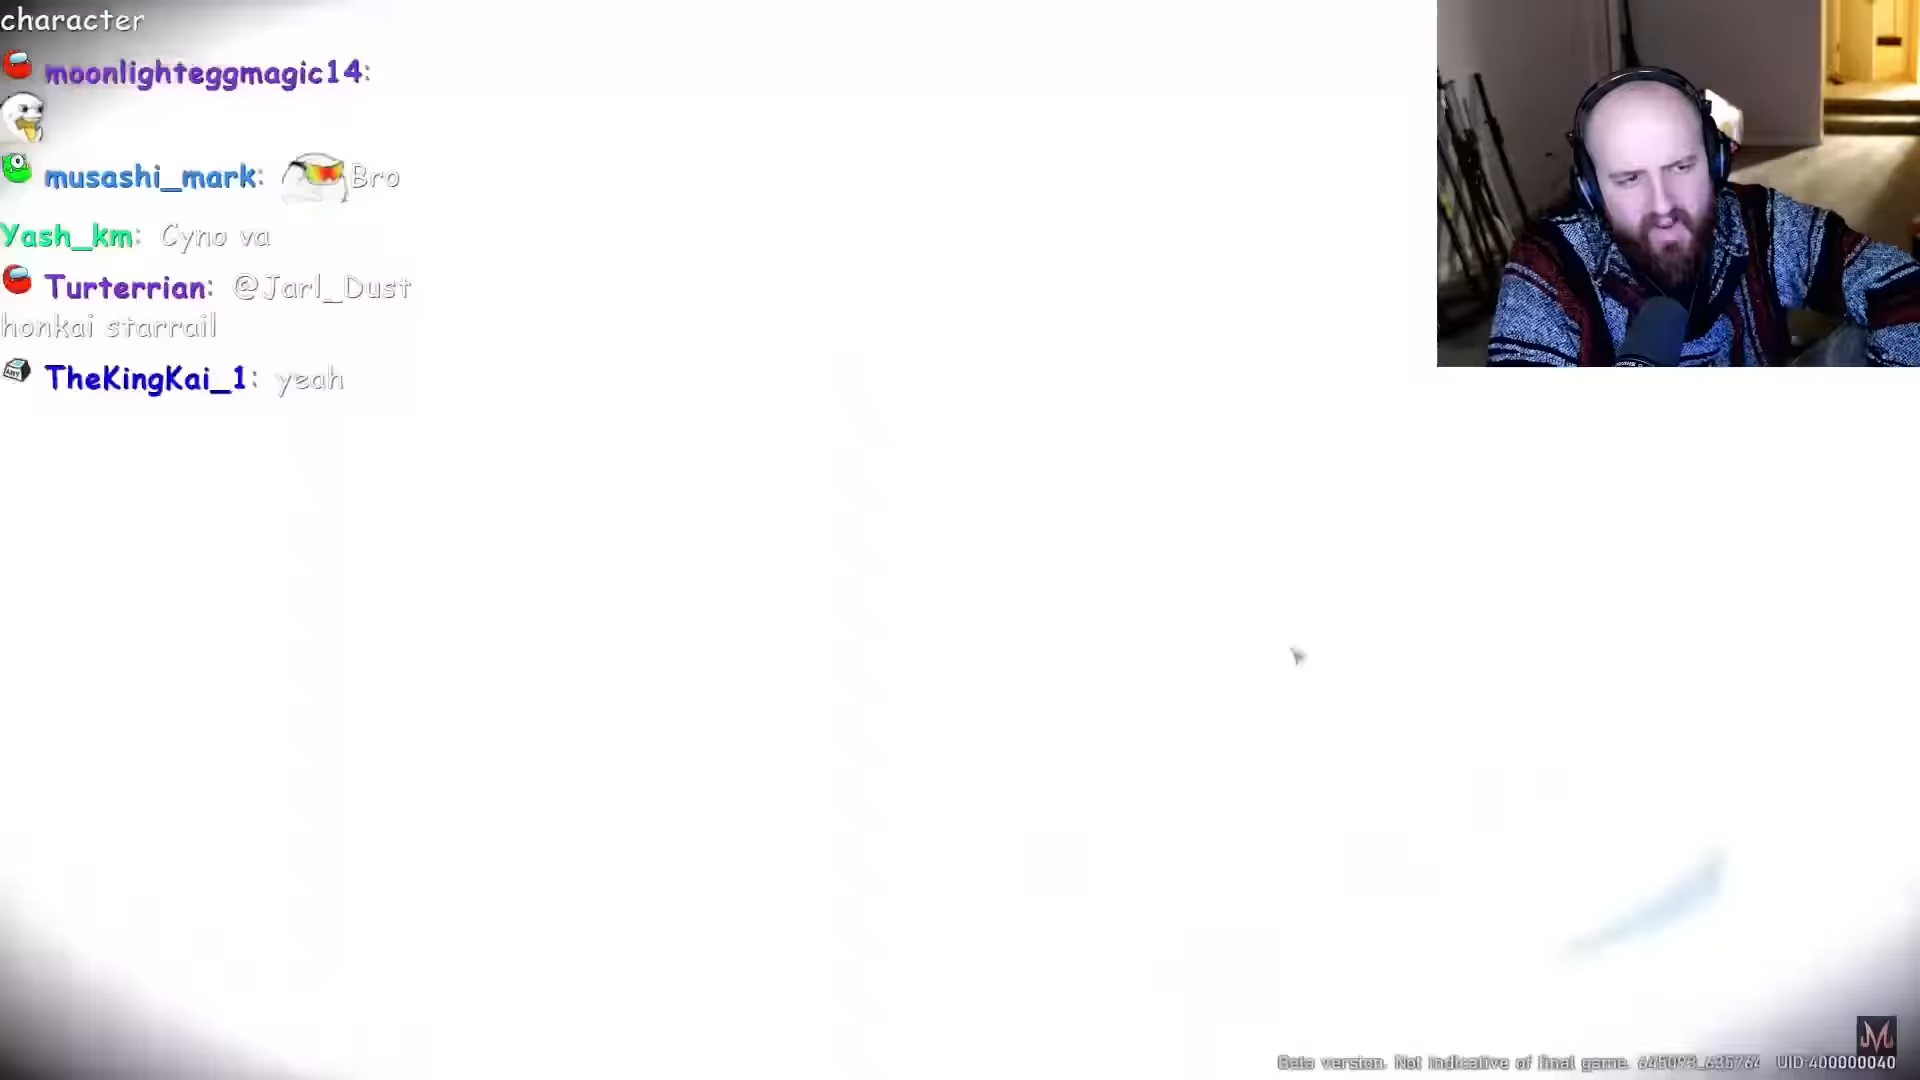 character
moonlighteggmagic14:
musashi_mark: Bro
Yash_km: Cyno va
Turterrian: @Jarl_Dust
honkai starrail
TheKingKai_1: yeah
Beta version. Not indicative of final game. UID:400000040